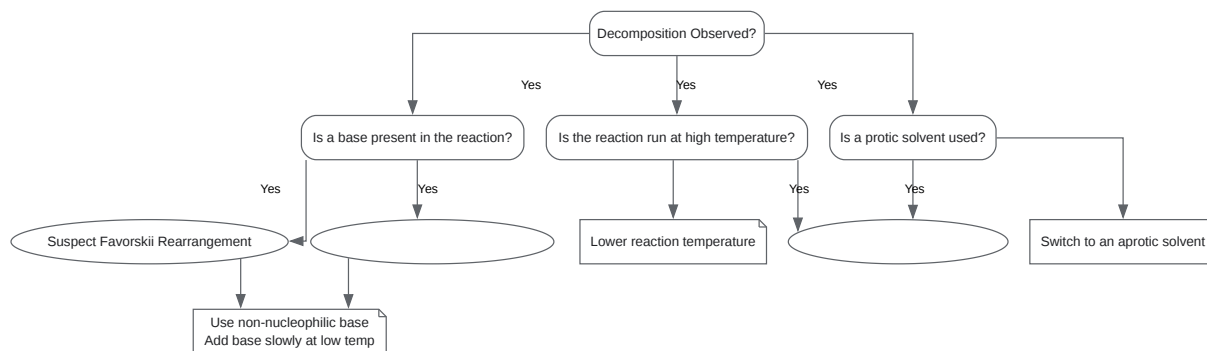 Decomposition Observed?
Yes
Yes
Yes
Is a base present in the reaction?
Is the reaction run at high temperature?
Is a protic solvent used?
Yes
Yes
Yes
Yes
Suspect Favorskii Rearrangement
Lower reaction temperature
Switch to an aprotic solvent
Use non-nucleophilic base
Add base slowly at low temp